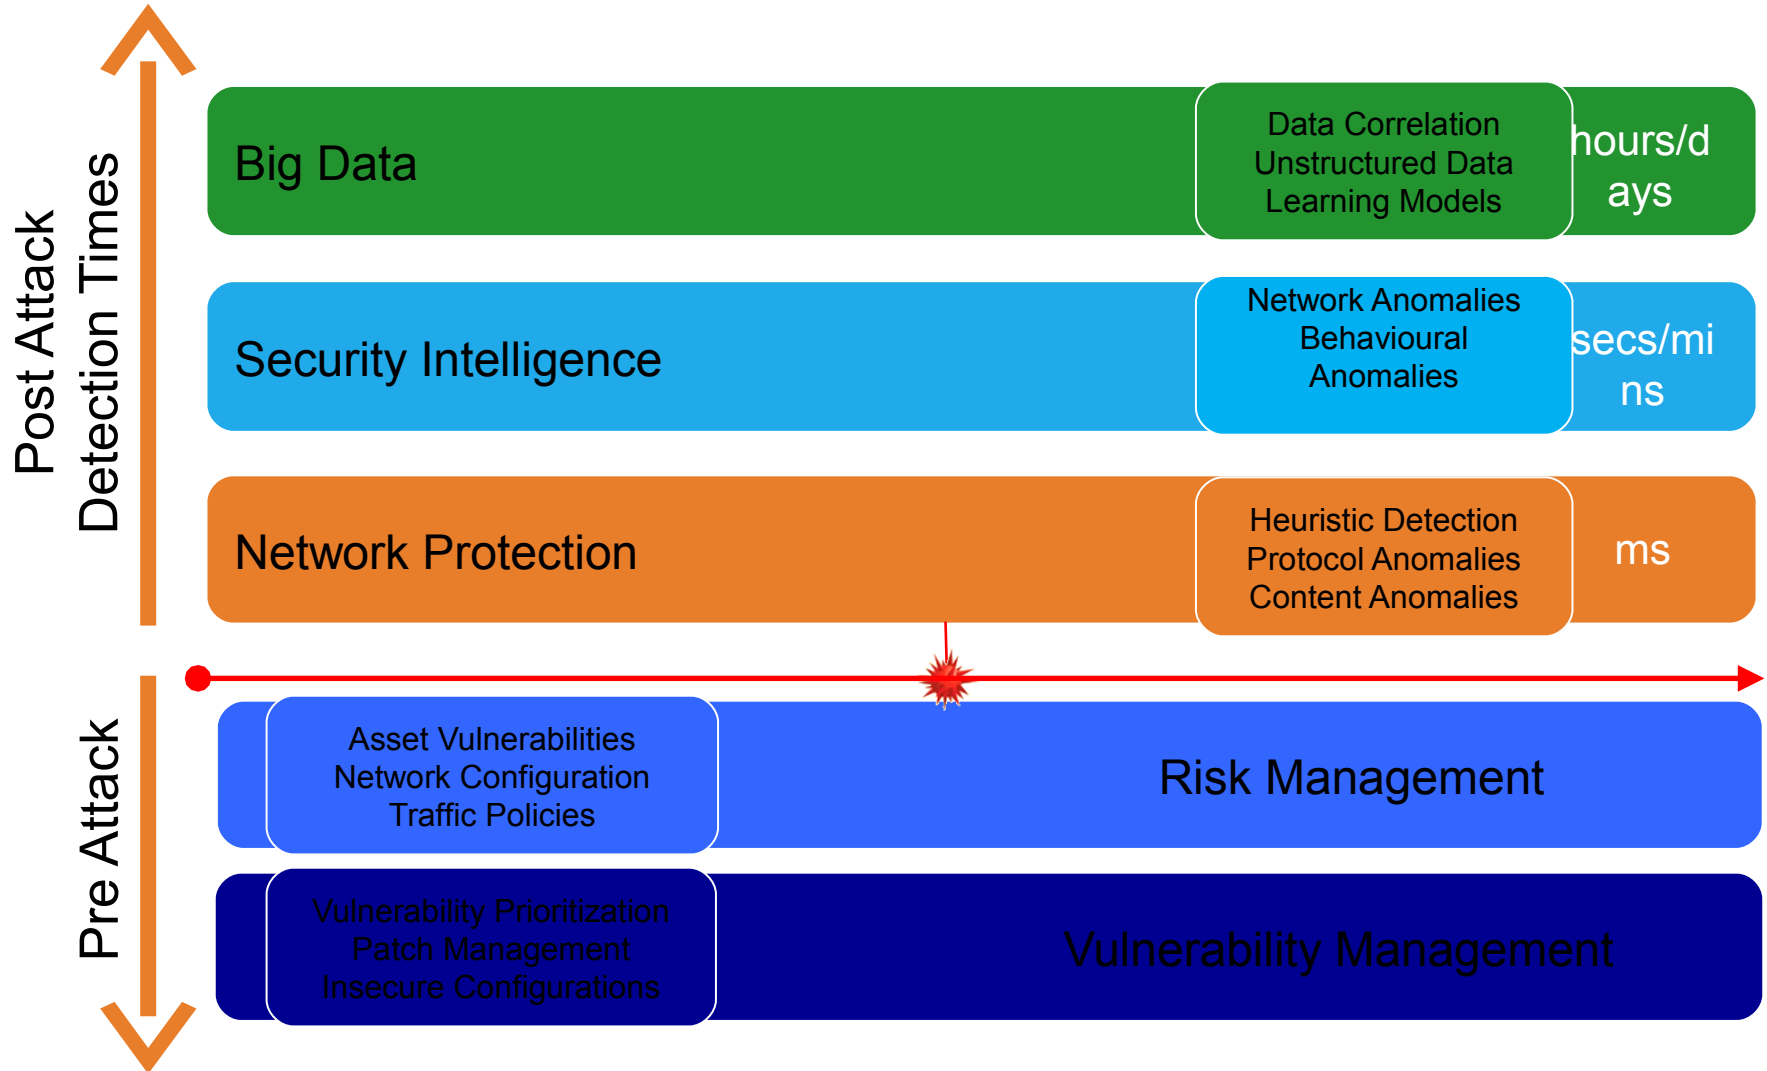 Post Attack
Detection Times
Big Data
Data Correlation
Unstructured Data
Learning Models
hours/d
ays
Security Intelligence
Network Anomalies
Behavioural
Anomalies
secs/mi
ns
Network Protection
Heuristic Detection
Protocol Anomalies
Content Anomalies
ms
Pre Attack
Asset Vulnerabilities
Network Configuration
Traffic Policies
Risk Management
Vulnerability Prioritization
Patch Management
Insecure Configurations
Vulnerability Management